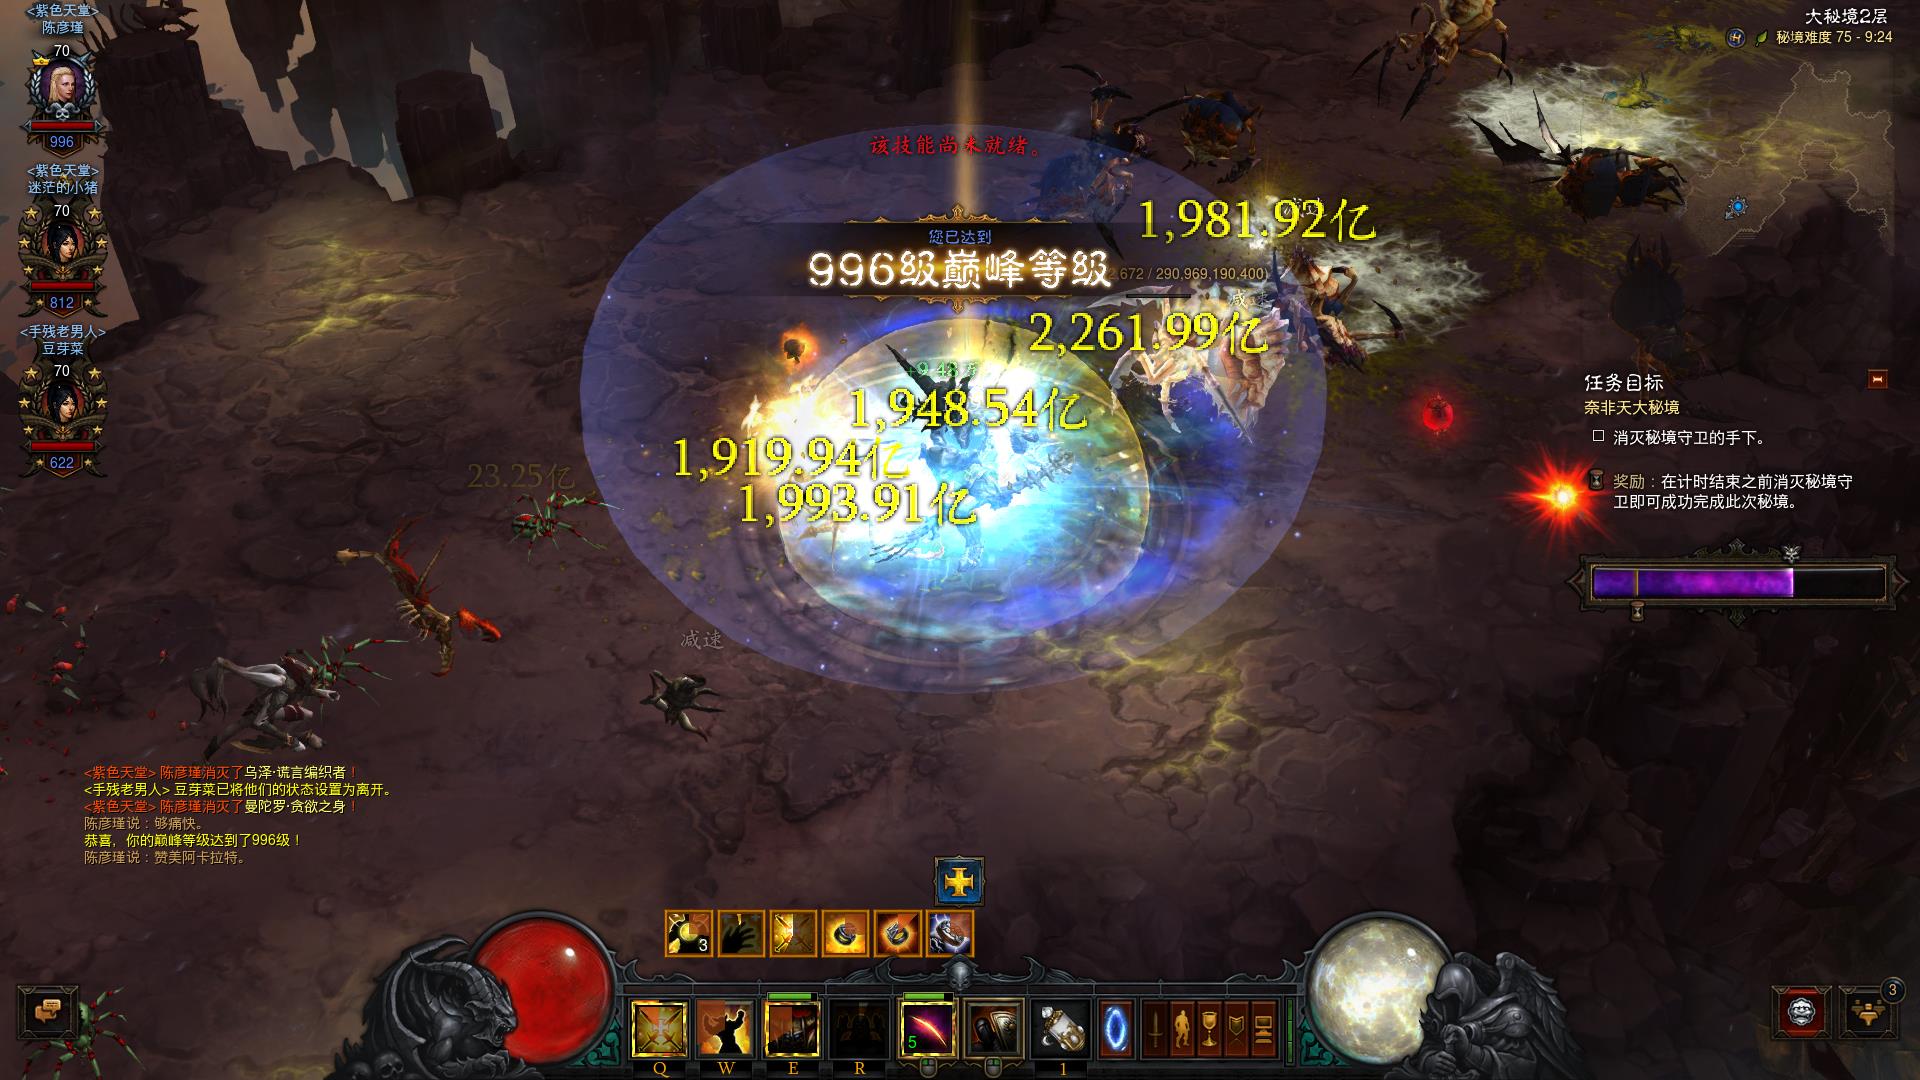 <紫色天堂>
陈彦瑾
70
996
<紫色天堂>
迷茫的小猪
70
812
<手残老男人>
豆芽菜
70
622
大秘境2层
秘境难度 75 - 9:24
该技能尚未就绪。
1,981.92亿
您已达到
996级巅峰等级
2,672 / 290,969,190,400)
减速
2,261.99亿
1,948.54亿
1,919.94亿
23.25亿
1,993.91亿
减速
任务目标
奈非天大秘境
消灭秘境守卫的手下。
奖励：在计时结束之前消灭秘境守
卫即可成功完成此次秘境。
<紫色天堂> 陈彦瑾消灭了乌泽·谎言编织者！
<手残老男人> 豆芽菜已将他们的状态设置为离开。
<紫色天堂> 陈彦瑾消灭了曼陀罗·贪欲之身！
陈彦瑾说：够痛快。
恭喜，你的巅峰等级达到了996级！
陈彦瑾说：赞美阿卡拉特。
3
5
Q W E R 1
3